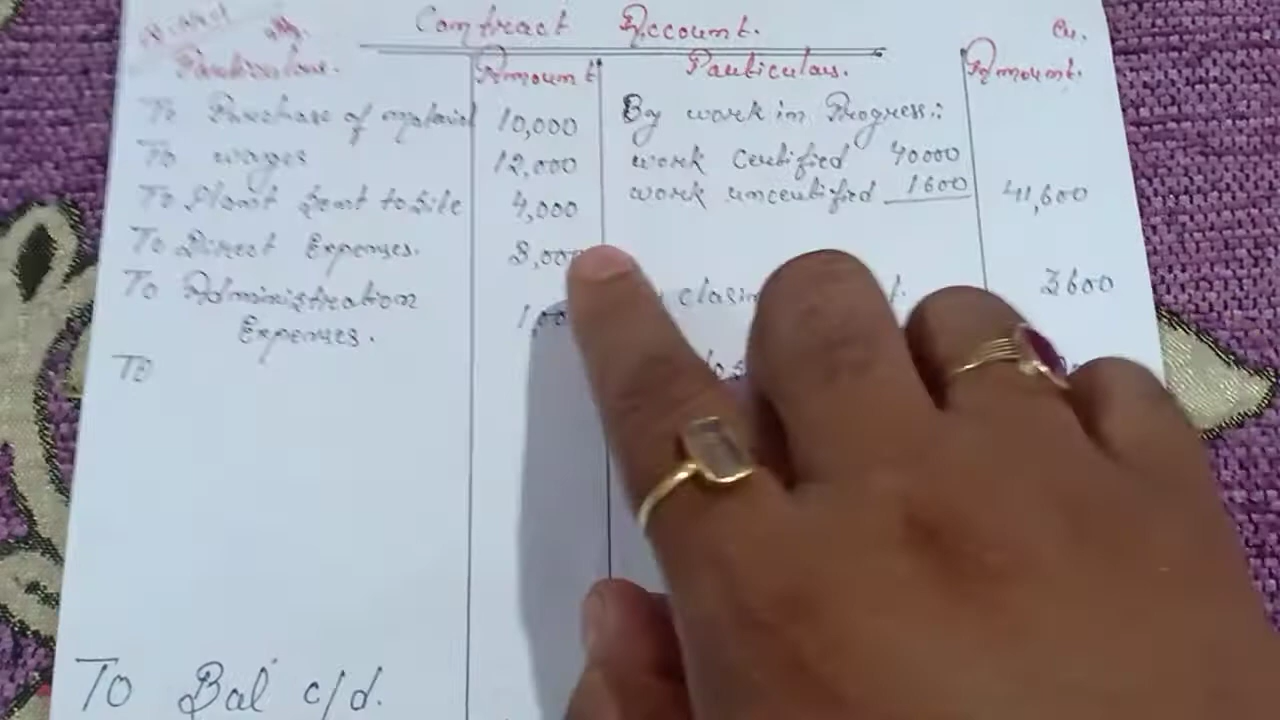 Contract Account.
Dr. Cr.
Particulars. Amount Particulars. Amount.
To Purchase of material 10,000 By work in Progress:
To wages 12,000 work certified 40000
To Plant Sent to Site 4,000 work uncertified 1600 41,600
To Direct Expenses. 3,000
To Administration 3600
Expenses.
To
To Bal c/d.